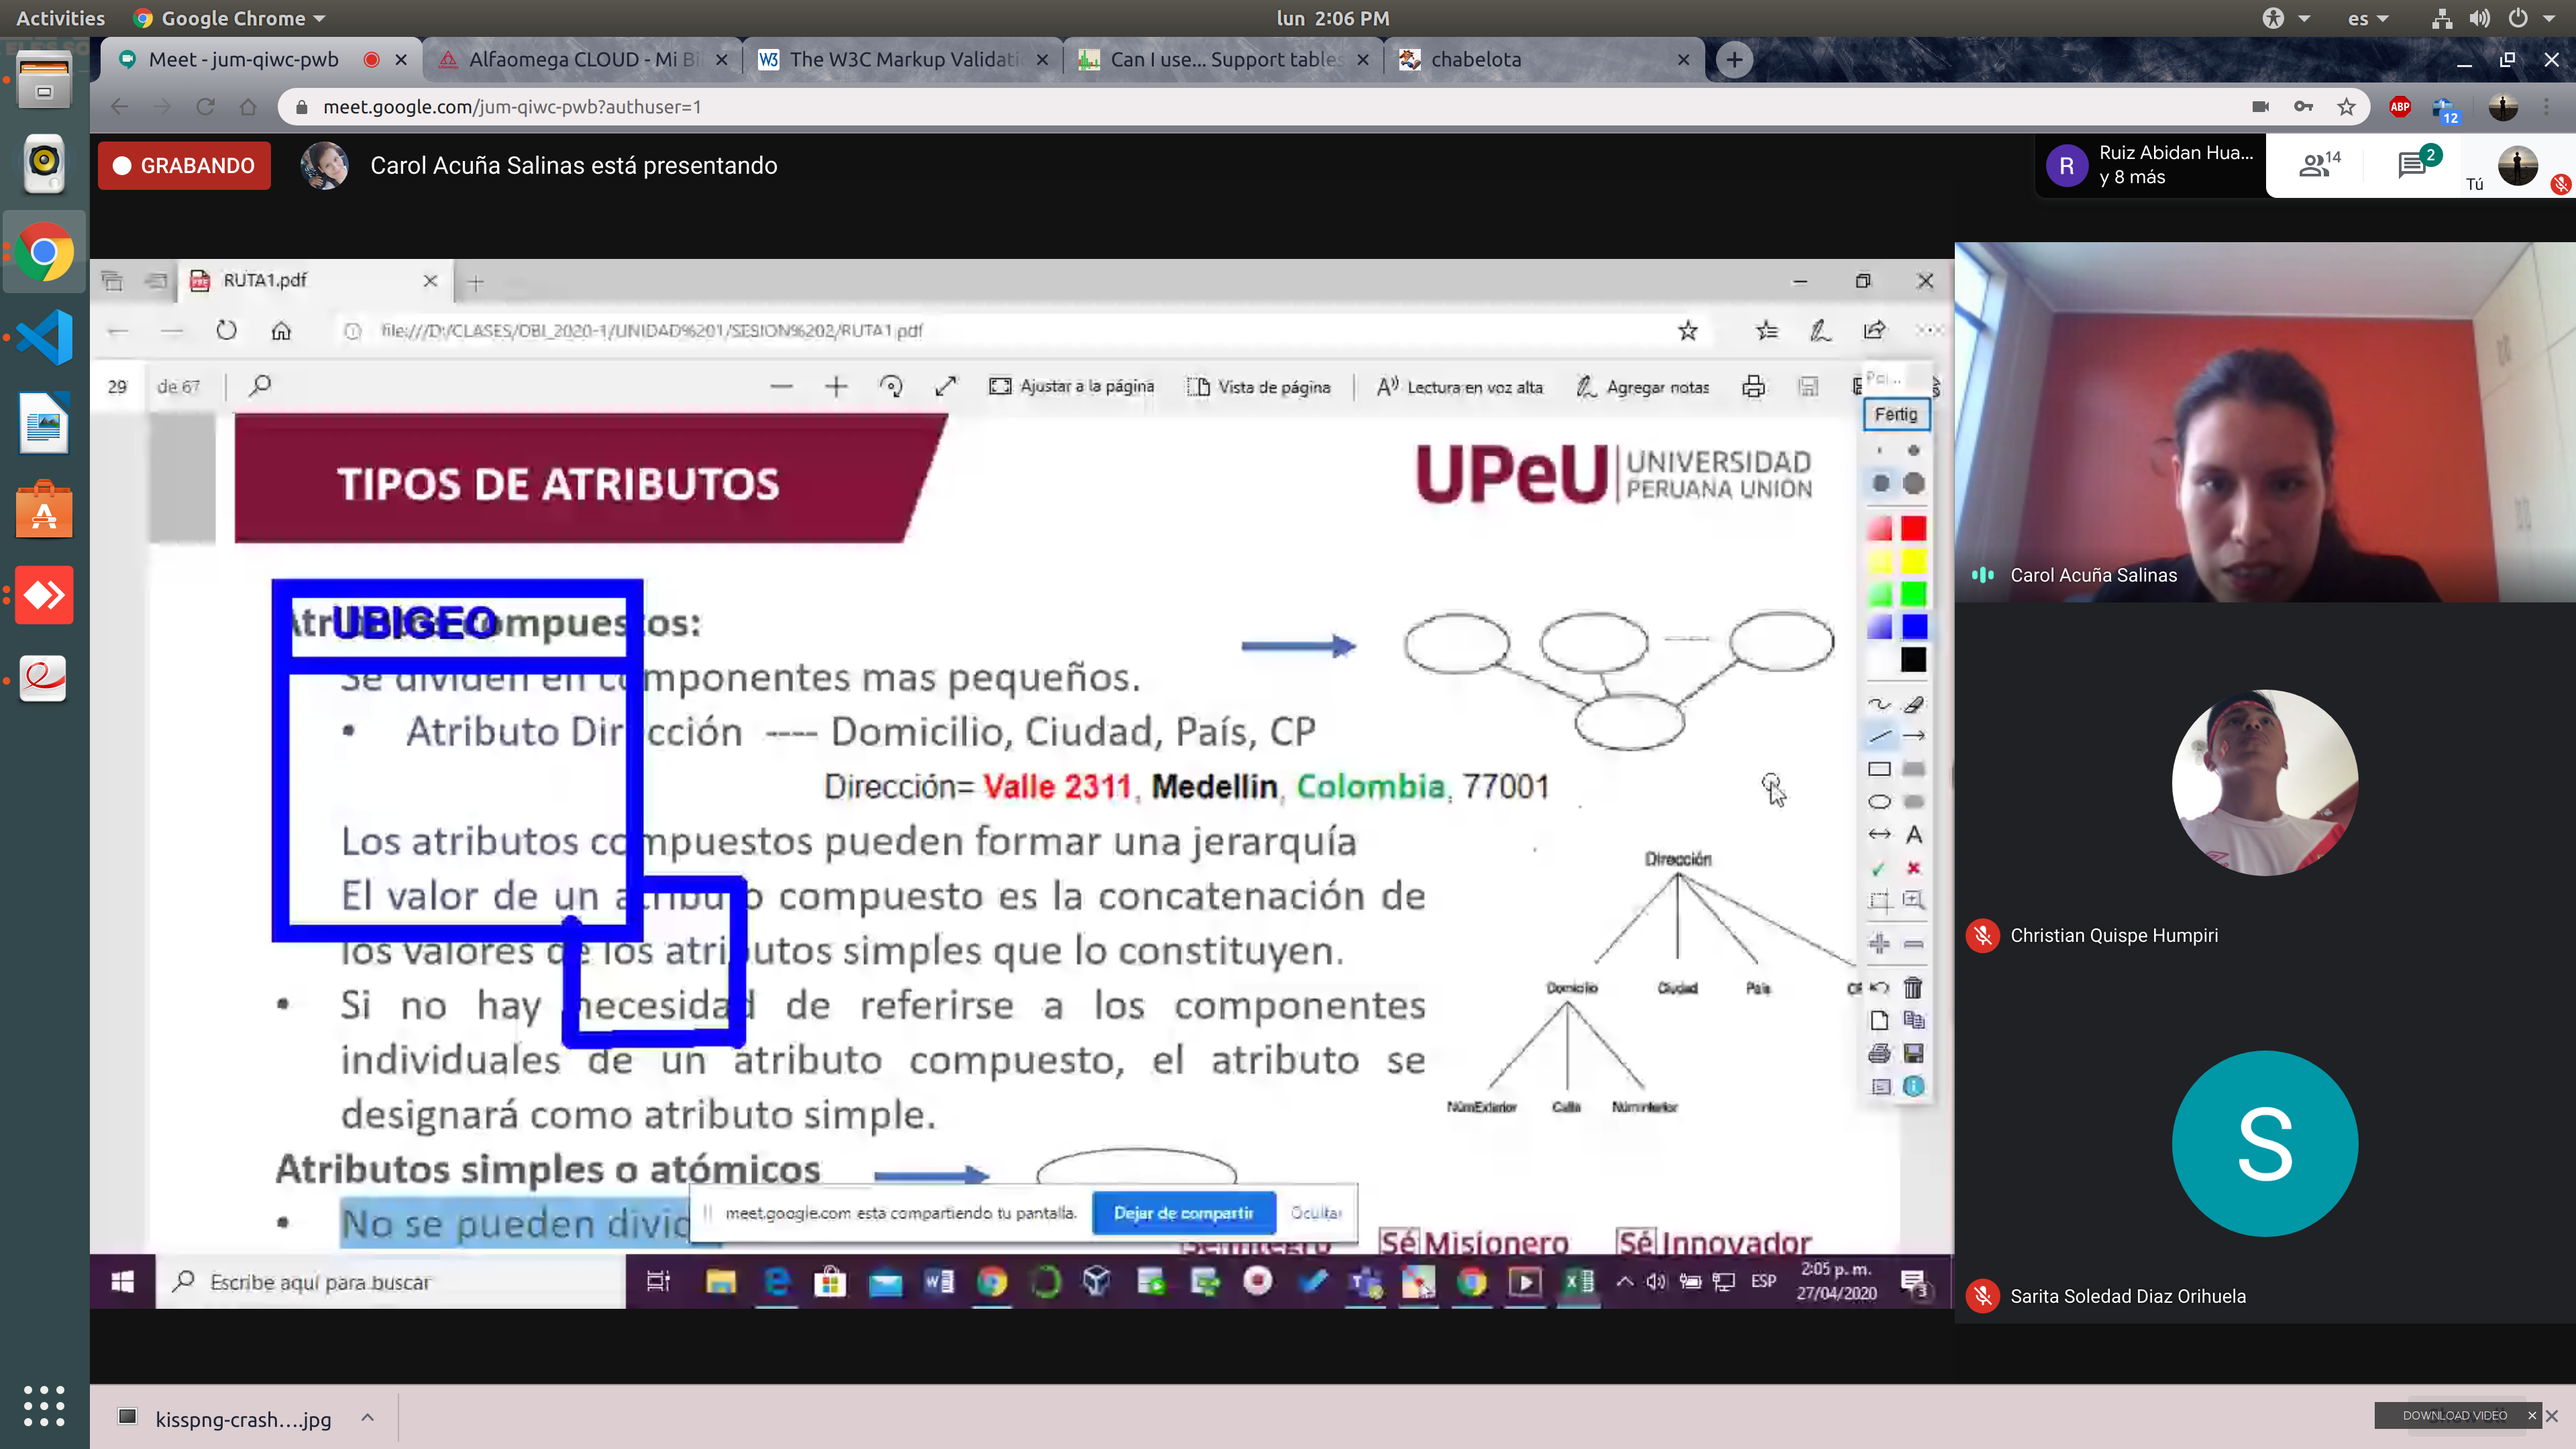 Activities
Google Chrome
lun 2:06 PM
es
Meet - jum-qiwc-pwb
Alfaomega CLOUD - Mi Bi
The W3C Markup Validati
Can I use... Support tables
chabelota
meet.google.com/jum-qiwc-pwb?authuser=1
ABP
12
GRABANDO
Carol Acuña Salinas está presentando
R
Ruiz Abidan Hua...
y 8 más
14
2
Tú
RUTA1.pdf
file:///D:/CLASES/DBI_2020-1/UNIDAD%201/SESION%202/RUTA1.pdf
29 de 67
Ajustar a la página
Vista de página
Lectura en voz alta
Agregar notas
Fertig
TIPOS DE ATRIBUTOS
UPeU UNIVERSIDAD
PERUANA UNIÓN
UBIGEO
compuestos:
Se dividen en componentes mas pequeños.
• Atributo Dirección ---- Domicilio, Ciudad, País, CP
Dirección= Valle 2311, Medellin, Colombia, 77001
Los atributos compuestos pueden formar una jerarquía
El valor de un atributo compuesto es la concatenación de
los valores de los atributos simples que lo constituyen.
• Si no hay necesidad de referirse a los componentes
individuales de un atributo compuesto, el atributo se
designará como atributo simple.
Dirección
Domicilio
Ciudad
País
NúmExterior
Calle
NúmInterior
Atributos simples o atómicos
• No se pueden divid
meet.google.com está compartiendo tu pantalla.
Dejar de compartir
Ocultar
Sé Íntegro
Sé Misionero
Sé Innovador
Escribe aquí para buscar
ESP
2:05 p. m.
27/04/2020
3
Carol Acuña Salinas
Christian Quispe Humpiri
S
Sarita Soledad Diaz Orihuela
kisspng-crash....jpg
DOWNLOAD VIDEO